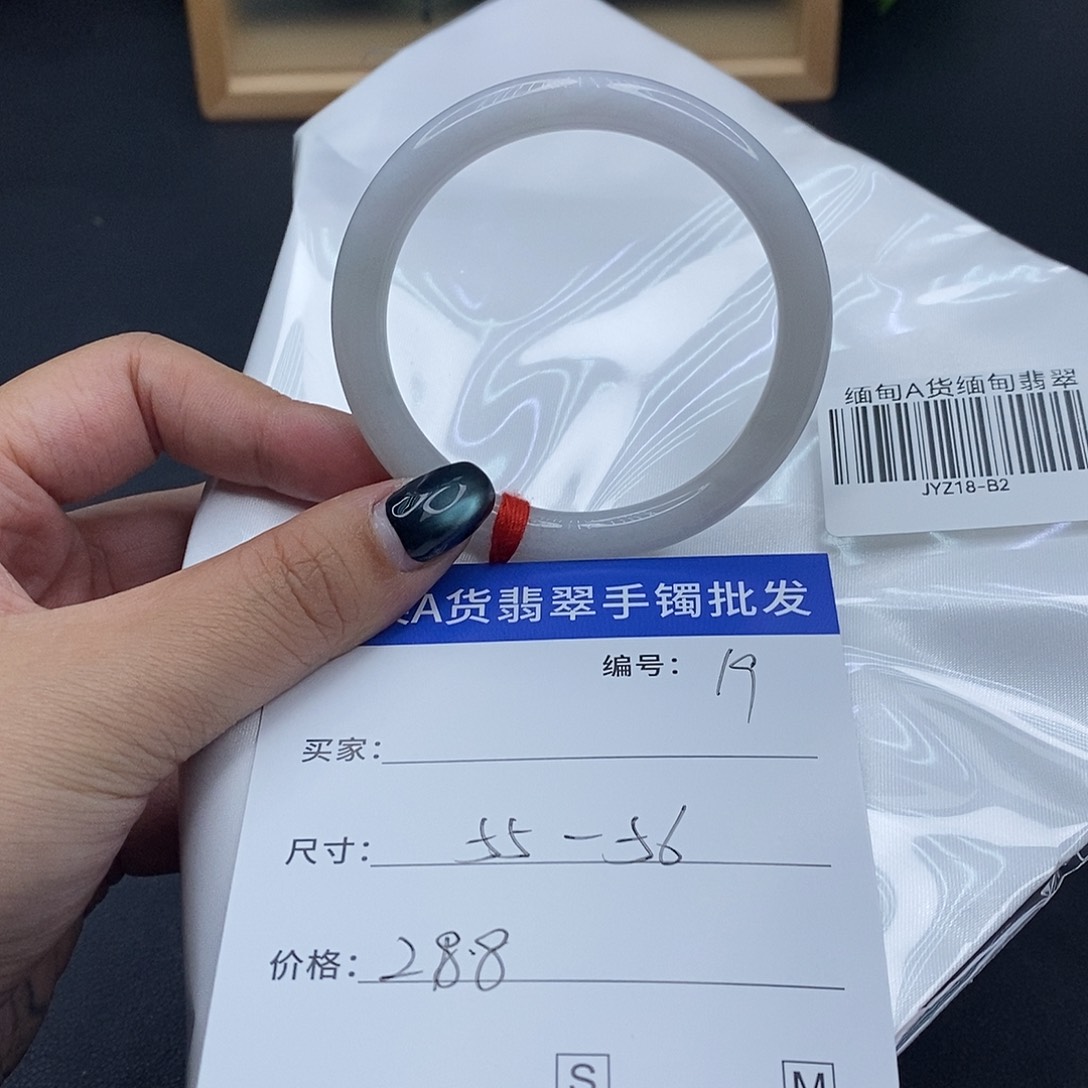 缅甸A货缅甸翡翠
JYZ18-B2
A货翡翠手镯批发
编号：19
买家：
尺寸：55-56
价格：288
S
M